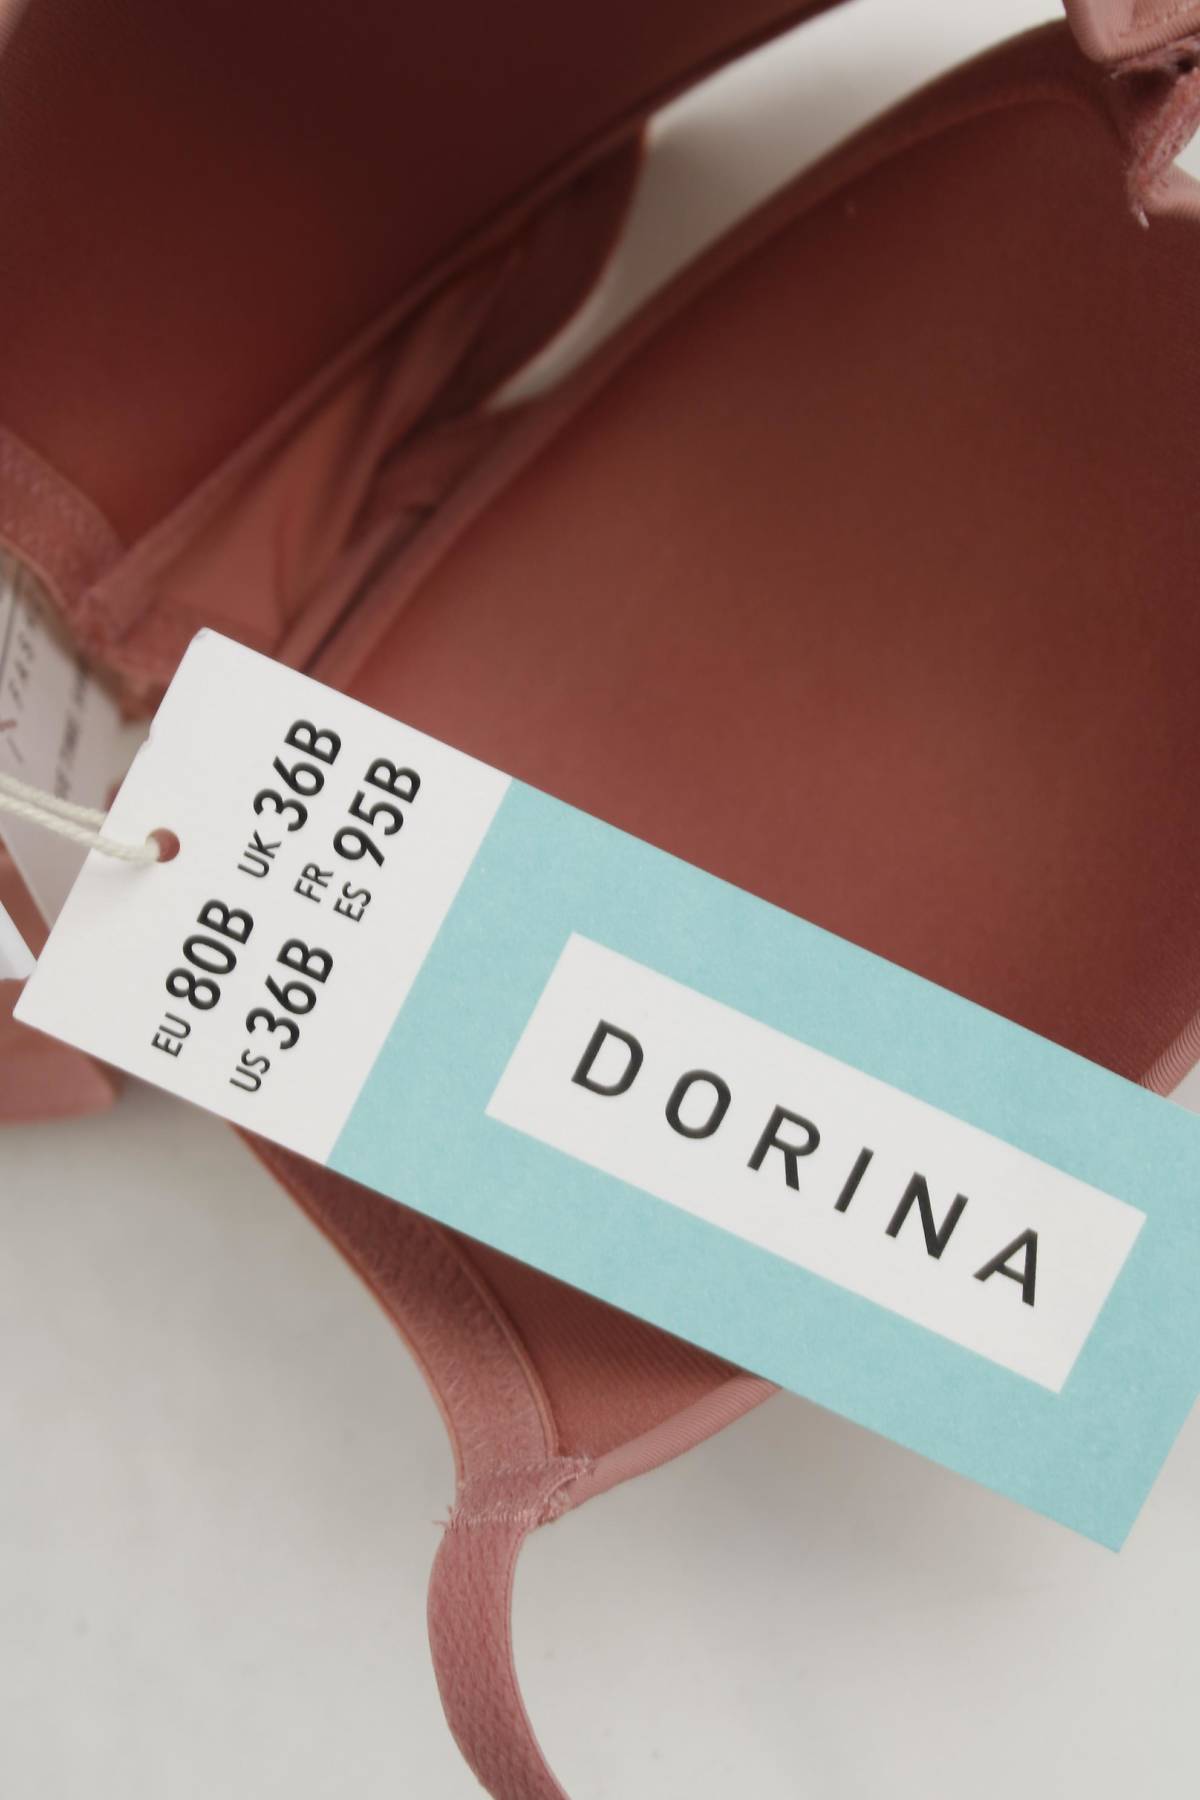 EU 80B UK 36B
US 36B FR ES 95B
DORINA